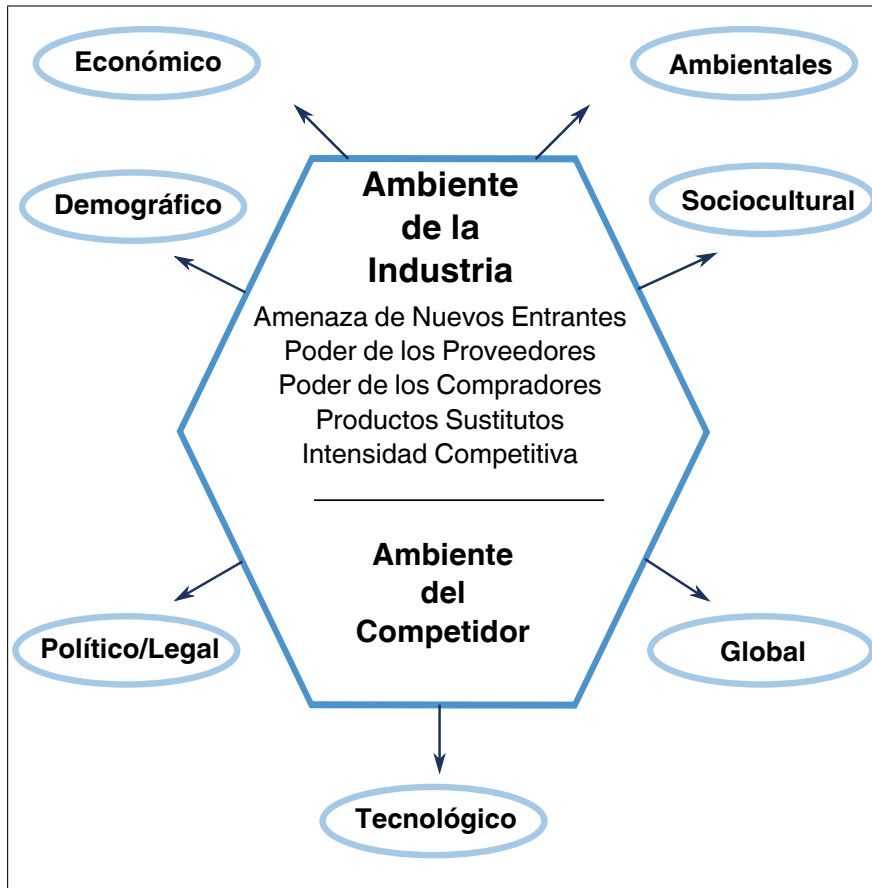 Económico
Ambientales
Demográfico
Sociocultural
Ambiente
de la
Industria
Amenaza de Nuevos Entrantes
Poder de los Proveedores
Poder de los Compradores
Productos Sustitutos
Intensidad Competitiva
Ambiente
del
Competidor
Político/Legal
Global
Tecnológico